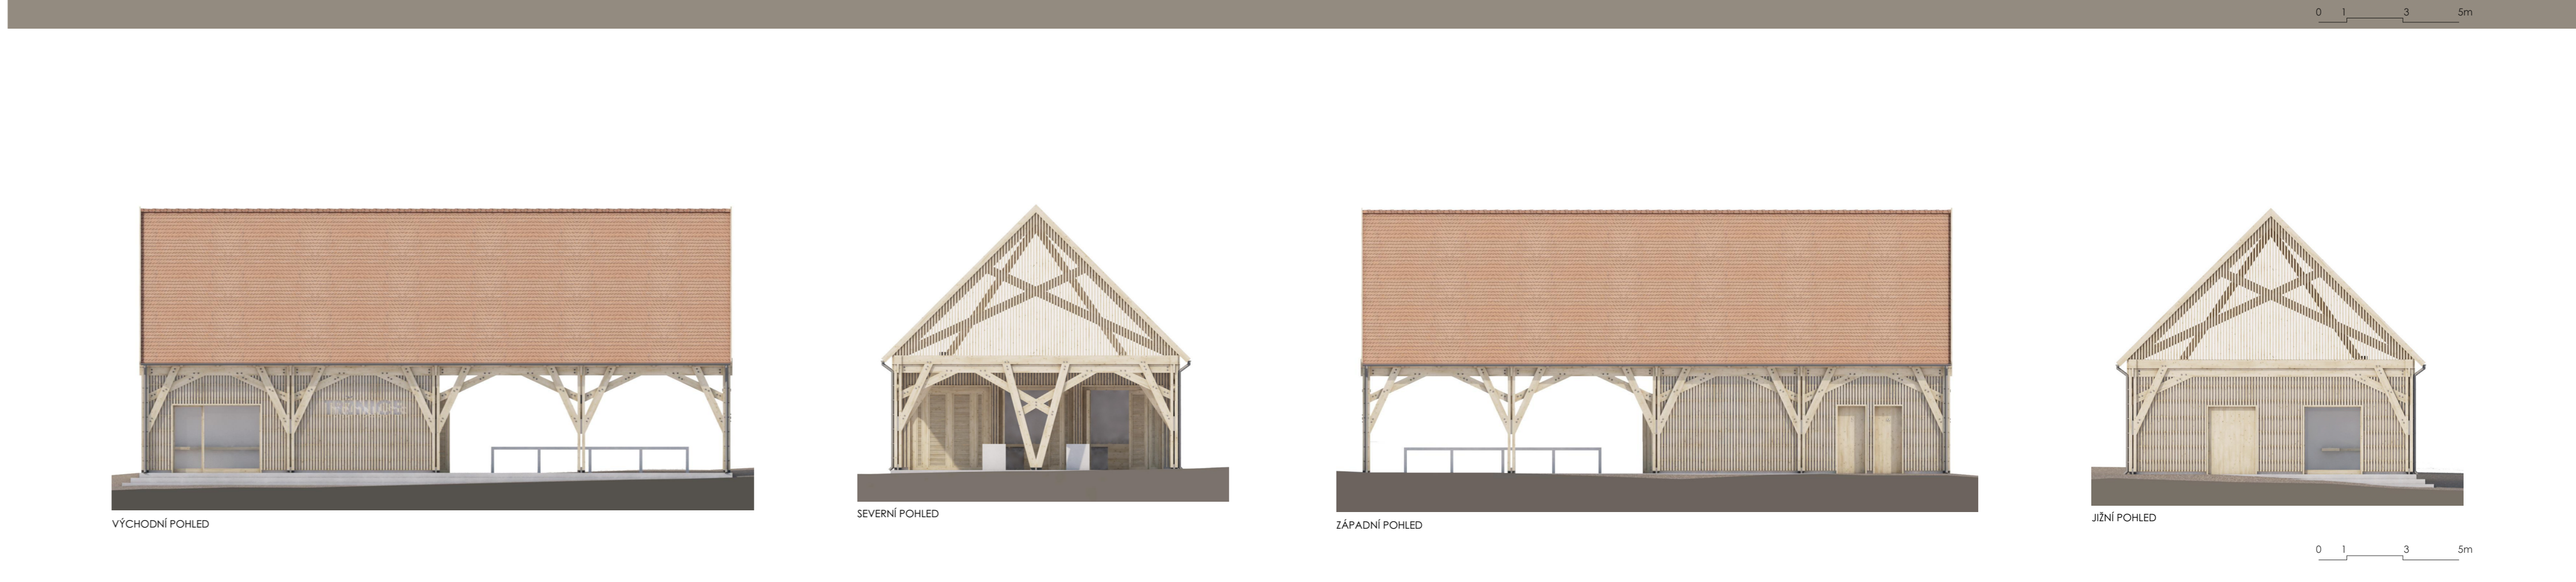 0 1 3 5m
VÝCHODNÍ POHLED
SEVERNÍ POHLED
ZÁPADNÍ POHLED
JIŽNÍ POHLED
0 1 3 5m